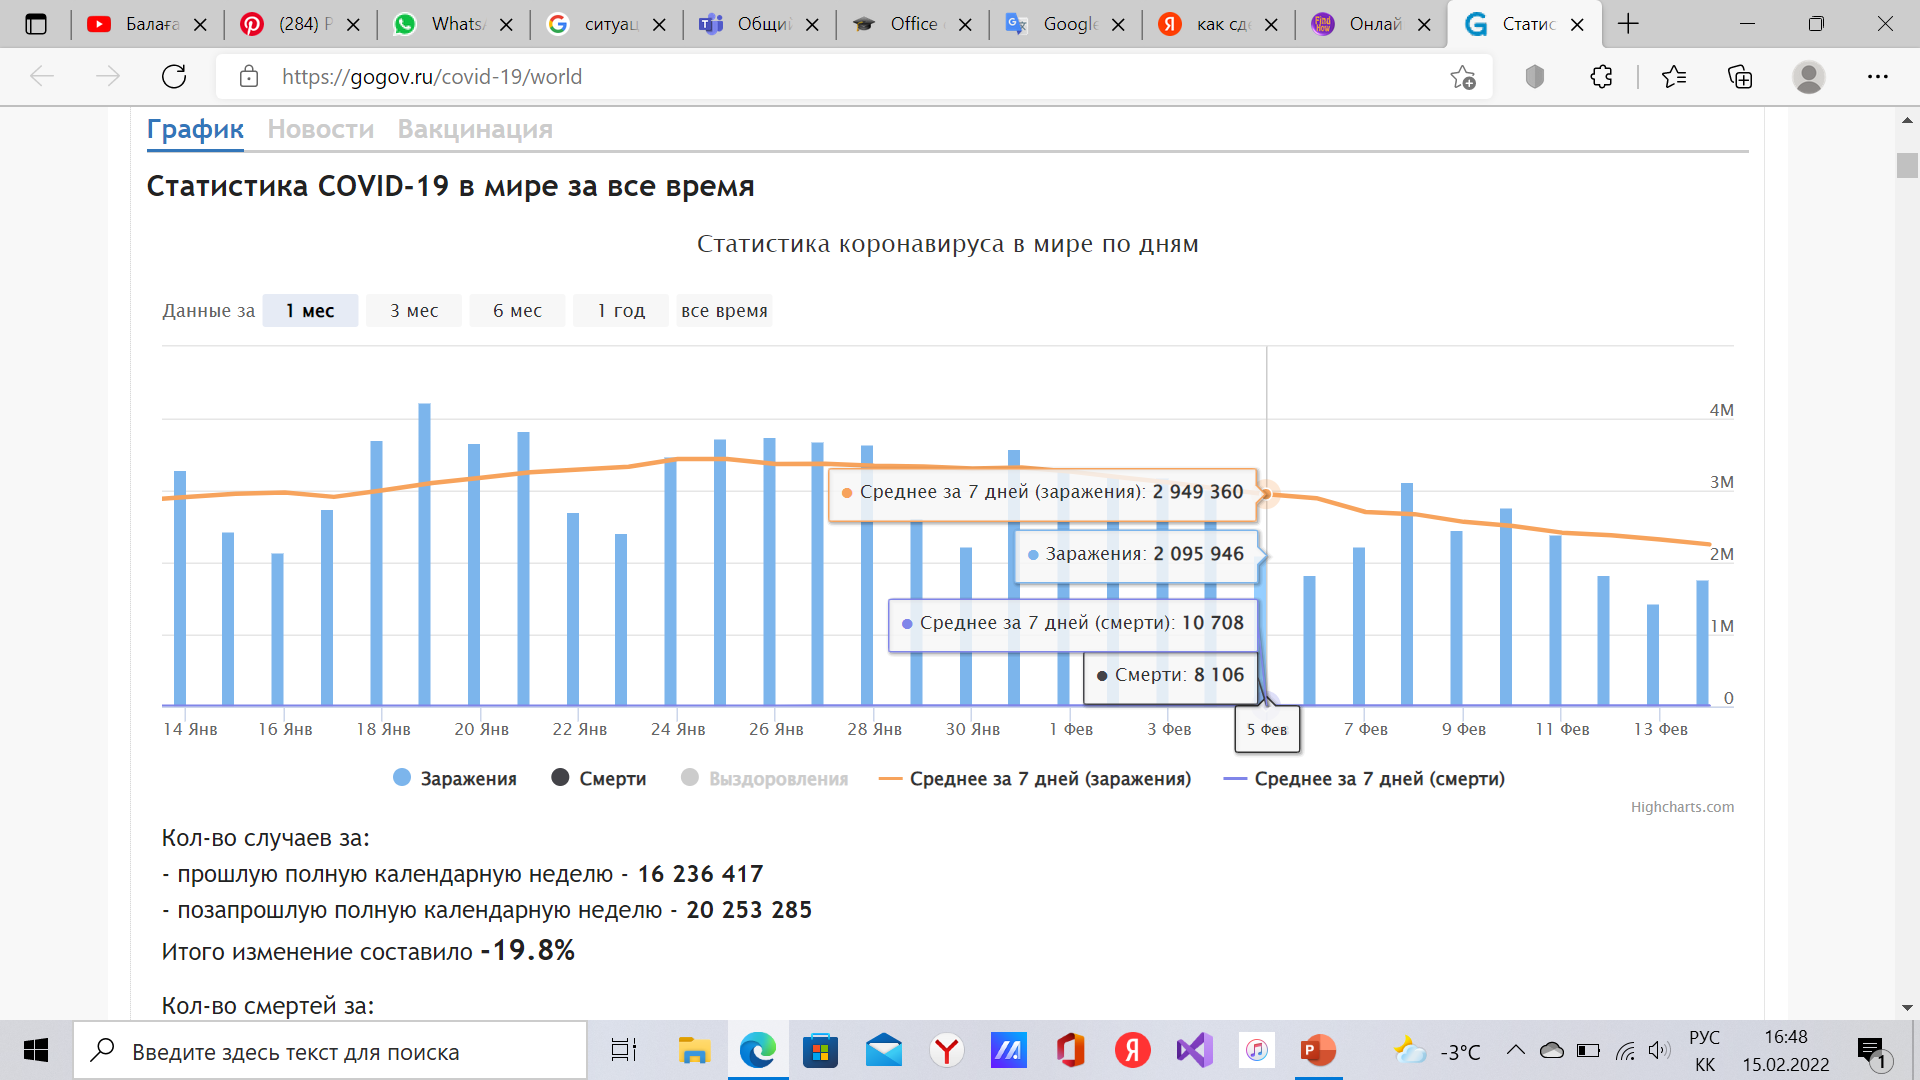 Балаға
(284) P
WhatsA
ситуац
Общий
Office
Google
как сде
Онлай
Статис
https://gogov.ru/covid-19/world
График Новости Вакцинация
Статистика COVID-19 в мире за все время
Статистика коронавируса в мире по дням
Данные за 1 мес 3 мес 6 мес 1 год все время
4M
3M
2M
1M
0
Среднее за 7 дней (заражения): 2 949 360
Заражения: 2 095 946
Среднее за 7 дней (смерти): 10 708
Смерти: 8 106
14 Янв 16 Янв 18 Янв 20 Янв 22 Янв 24 Янв 26 Янв 28 Янв 30 Янв 1 Фев 3 Фев 5 Фев 7 Фев 9 Фев 11 Фев 13 Фев
Заражения Смерти Выздоровления Среднее за 7 дней (заражения) Среднее за 7 дней (смерти)
Highcharts.com
Кол-во случаев за:
- прошлую полную календарную неделю - 16 236 417
- позапрошлую полную календарную неделю - 20 253 285
Итого изменение составило -19.8%
Кол-во смертей за:
Введите здесь текст для поиска
-3°C
РУС
КК
16:48
15.02.2022
1